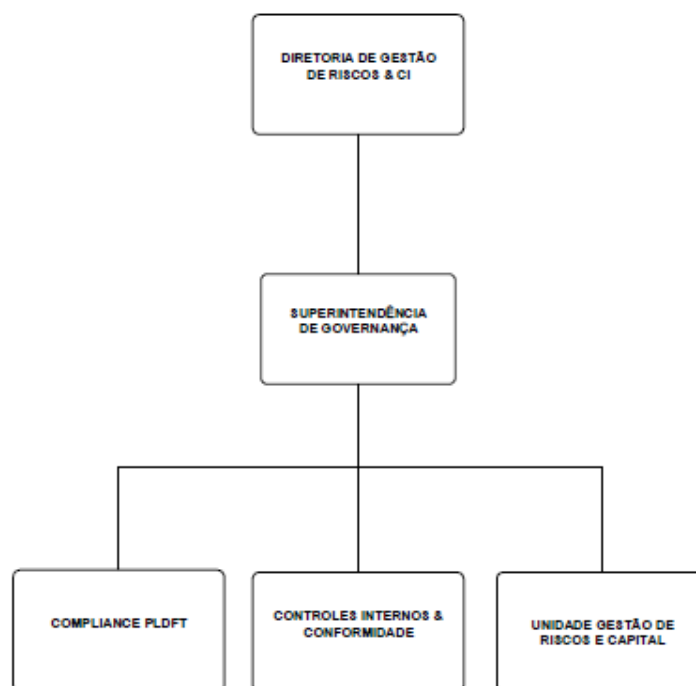 DIRETORIA DE GESTÃO
DE RISCOS & CI
SUPERINTENDÊNCIA
DE GOVERNANÇA
COMPLIANCE PLDFT
CONTROLES INTERNOS &
CONFORMIDADE
UNIDADE GESTÃO DE
RISCOS E CAPITAL